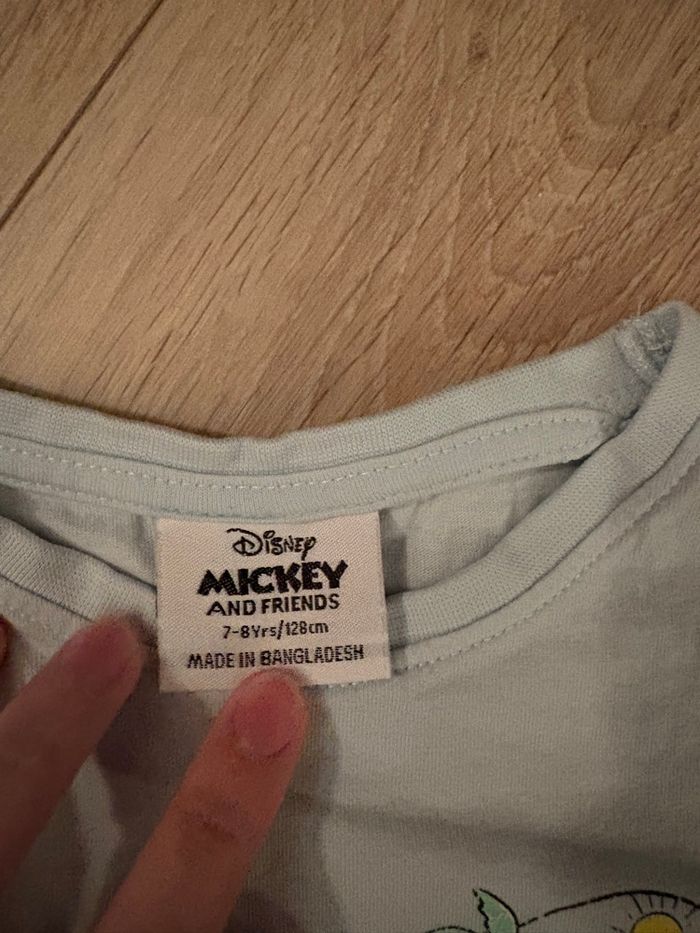 Disney
MICKEY
AND FRIENDS
7-8Yrs/128cm
MADE IN BANGLADESH